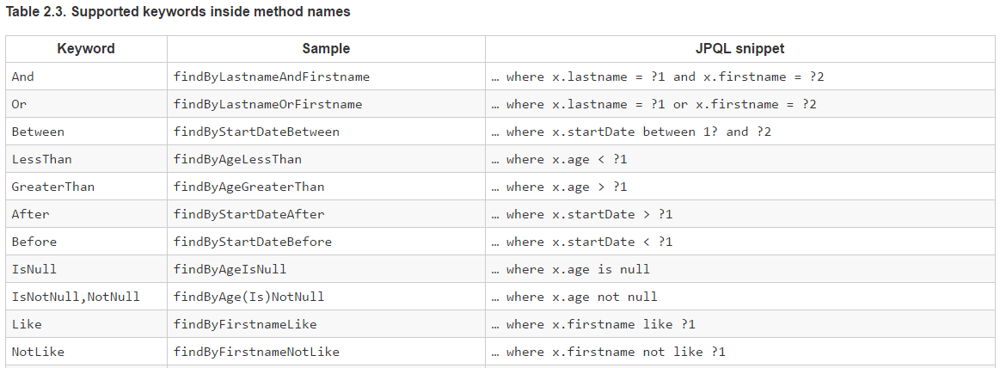 Table 2.3. Supported keywords inside method names
Keyword Sample JPQL snippet
And findByLastnameAndFirstname … where x.lastname = ?1 and x.firstname = ?2
Or findByLastnameOrFirstname … where x.lastname = ?1 or x.firstname = ?2
Between findByStartDateBetween … where x.startDate between 1? and ?2
LessThan findByAgeLessThan … where x.age < ?1
GreaterThan findByAgeGreaterThan … where x.age > ?1
After findByStartDateAfter … where x.startDate > ?1
Before findByStartDateBefore … where x.startDate < ?1
IsNull findByAgeIsNull … where x.age is null
IsNotNull,NotNull findByAge(Is)NotNull … where x.age not null
Like findByFirstnameLike … where x.firstname like ?1
NotLike findByFirstnameNotLike … where x.firstname not like ?1